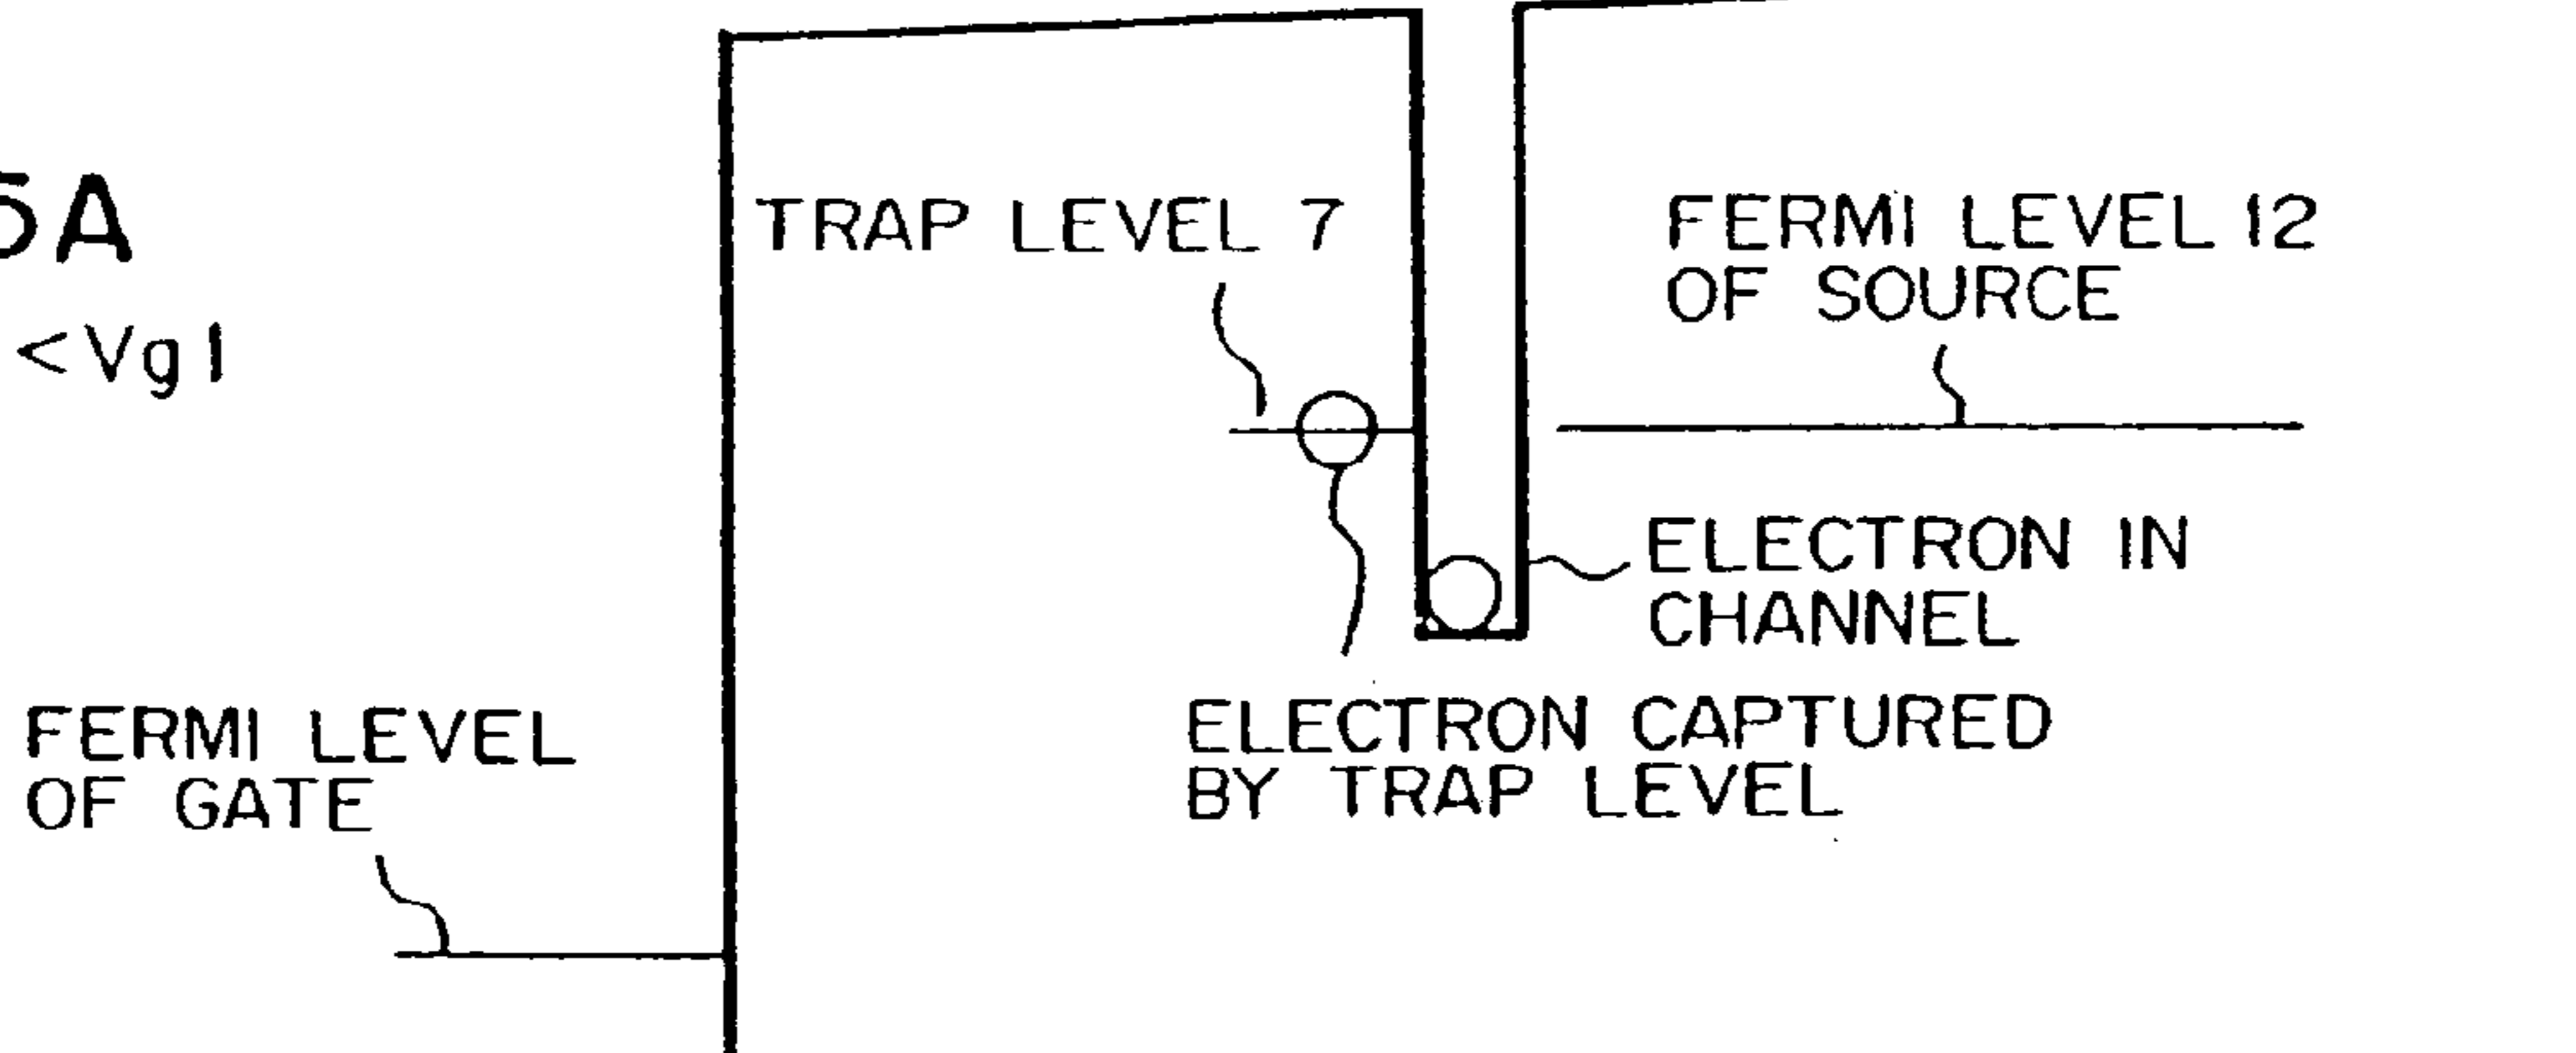 5A
<Vg1
TRAP LEVEL 7
FERMI LEVEL 12
OF SOURCE
ELECTRON IN
CHANNEL
ELECTRON CAPTURED
BY TRAP LEVEL
FERMI LEVEL
OF GATE